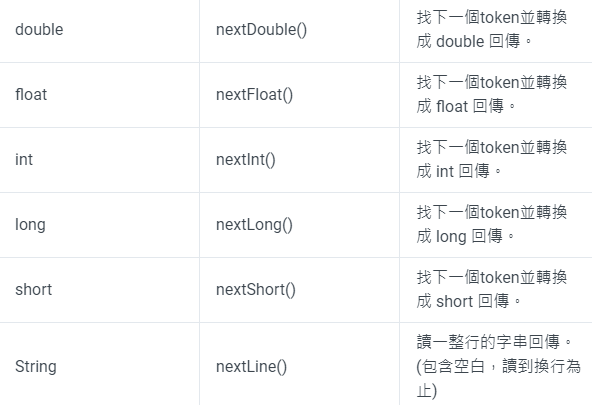 double
nextDouble()
找下一個token並轉換
成 double 回傳。
float
nextFloat()
找下一個token並轉換
成 float 回傳。
int
nextInt()
找下一個token並轉換
成 int 回傳。
long
nextLong()
找下一個token並轉換
成 long 回傳。
short
nextShort()
找下一個token並轉換
成 short 回傳。
String
nextLine()
讀一整行的字串回傳。
(包含空白，讀到換行為
止)